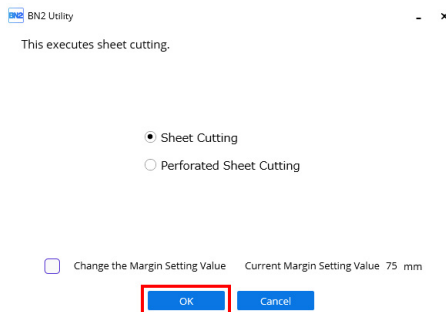 BN2 BN2 Utility
This executes sheet cutting.
Sheet Cutting
Perforated Sheet Cutting
Change the Margin Setting Value Current Margin Setting Value 75 mm
OK Cancel